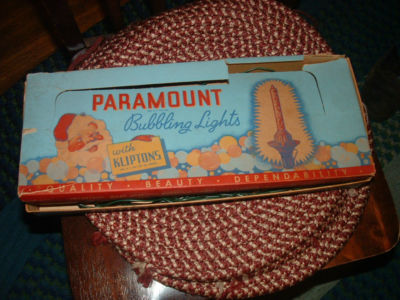 PARAMOUNT
Bubbling Lights
with
KLIPTONS
QUALITY · BEAUTY · DEPENDABILITY